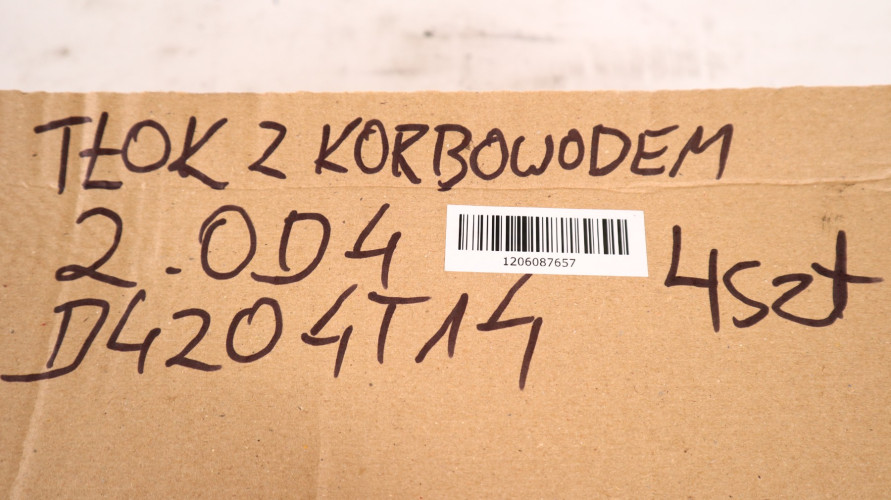 TŁOK Z KORBOWODEM
2.0D4
1206087657
4szt
D4204T14